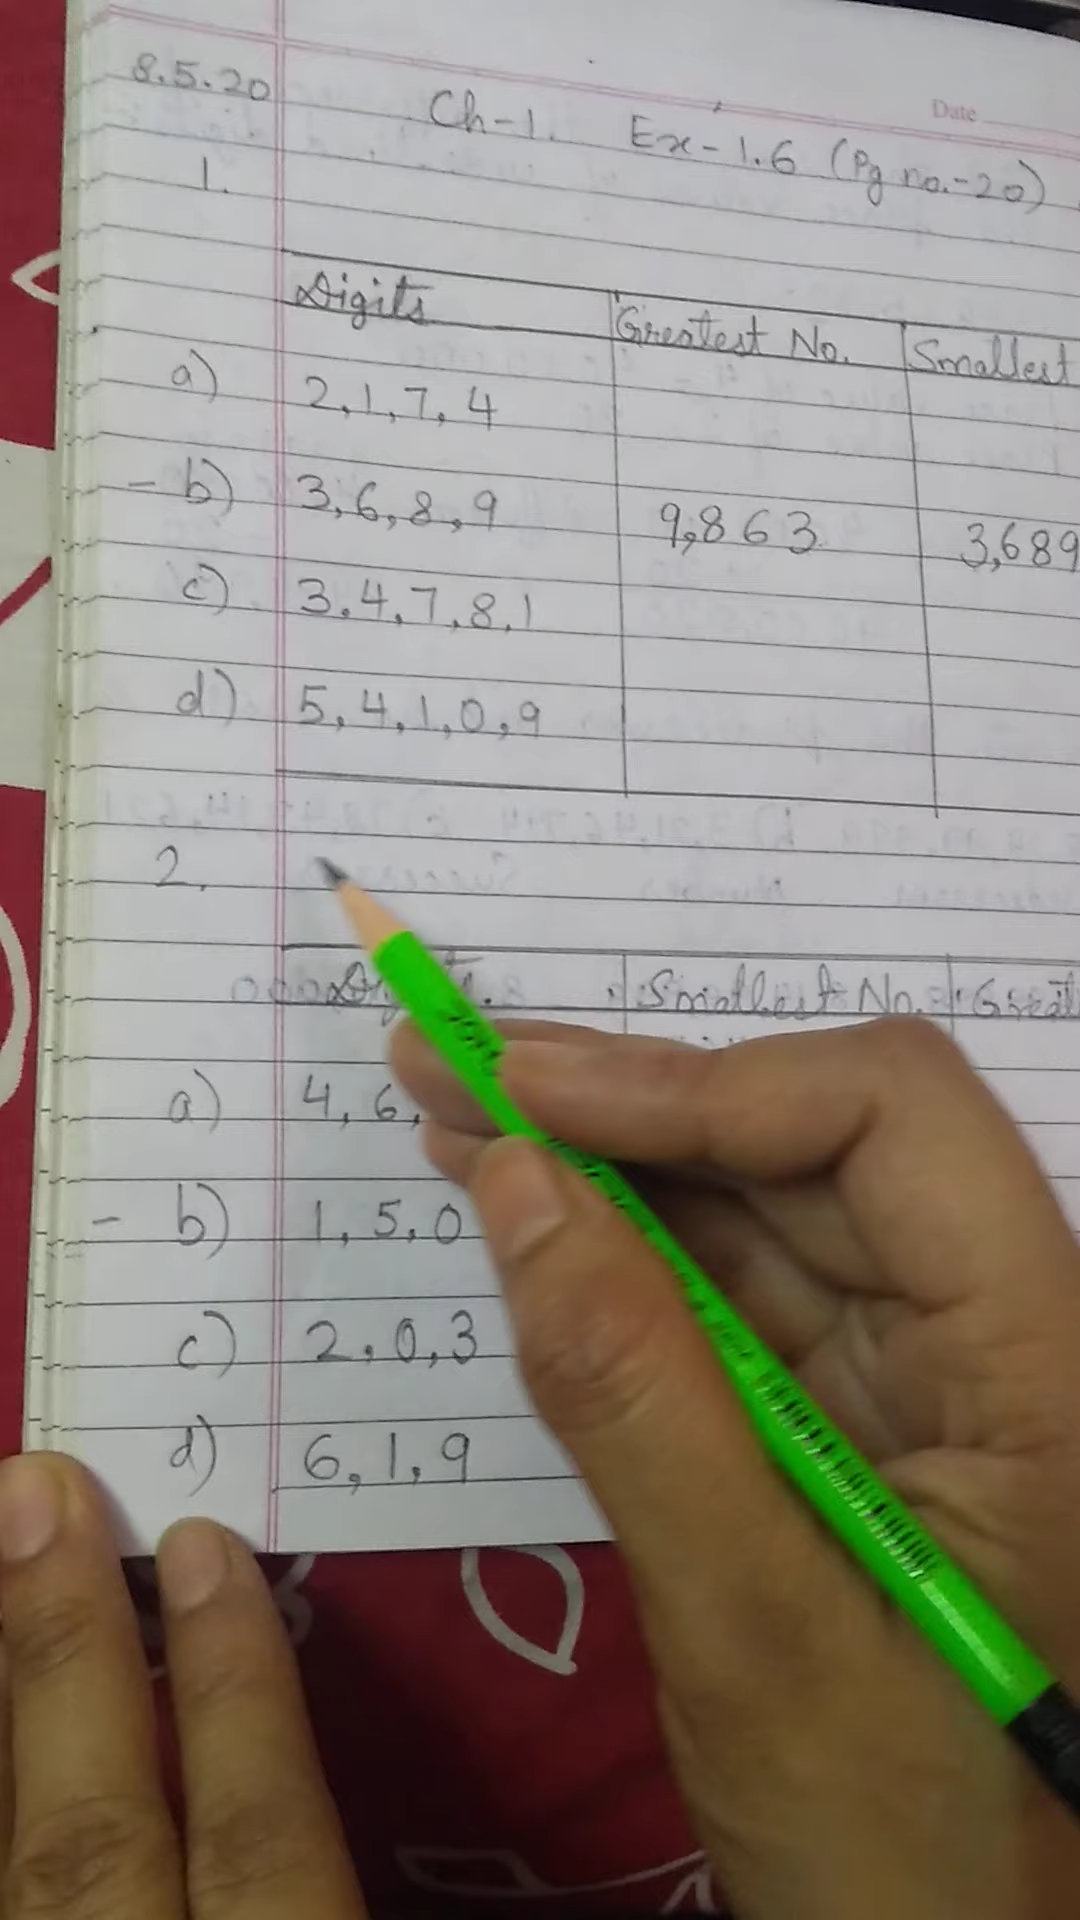 8.5.20
Date
Ch-1. Ex-1.6 (Pg no.-20)
1.
Digits Greatest No. Smallest
a) 2,1,7,4
- b) 3,6,8,9 9,863 3,689
c) 3,4,7,8,1
d) 5,4,1,0,9
2.
Smallest No.
a) 4, 6,
- b) 1, 5, 0
c) 2, 0, 3
d) 6, 1, 9